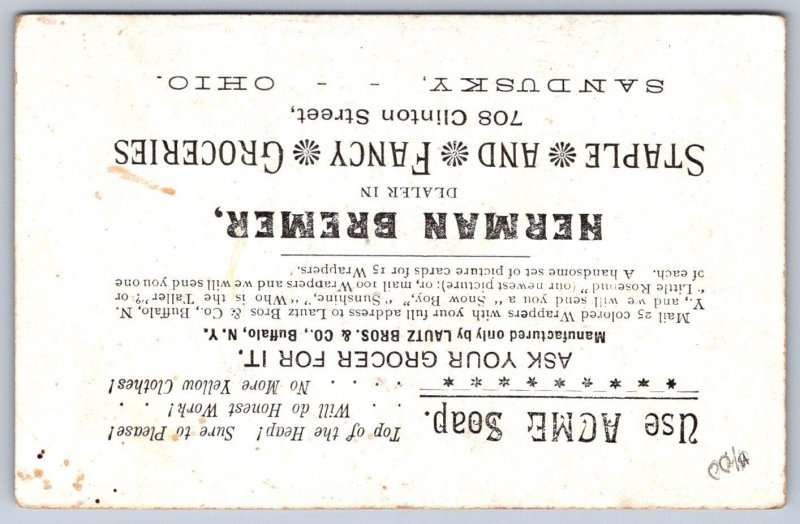 Use ACME Soap.
Top of the Heap! Sure to Please!
. . Will do Honest Work! . .
. . . . No More Yellow Clothes!
ASK YOUR GROCER FOR IT.
Manufactured only by LAUTZ BROS. & CO., Buffalo, N. Y.
Mail 25 colored Wrappers with your full address to Lautz Bros & Co., Buffalo, N.
Y., and we will send you a "Snow Boy," "Sunshine," "Who is the Taller"? or
"Little Rosebud" (our newest picture); or, mail 100 Wrappers and we will send you one
of each. A handsome set of picture cards for 15 Wrappers.
HERMAN BREMER,
DEALER IN
STAPLE AND FANCY GROCERIES
708 Clinton Street,
SANDUSKY, - - OHIO.